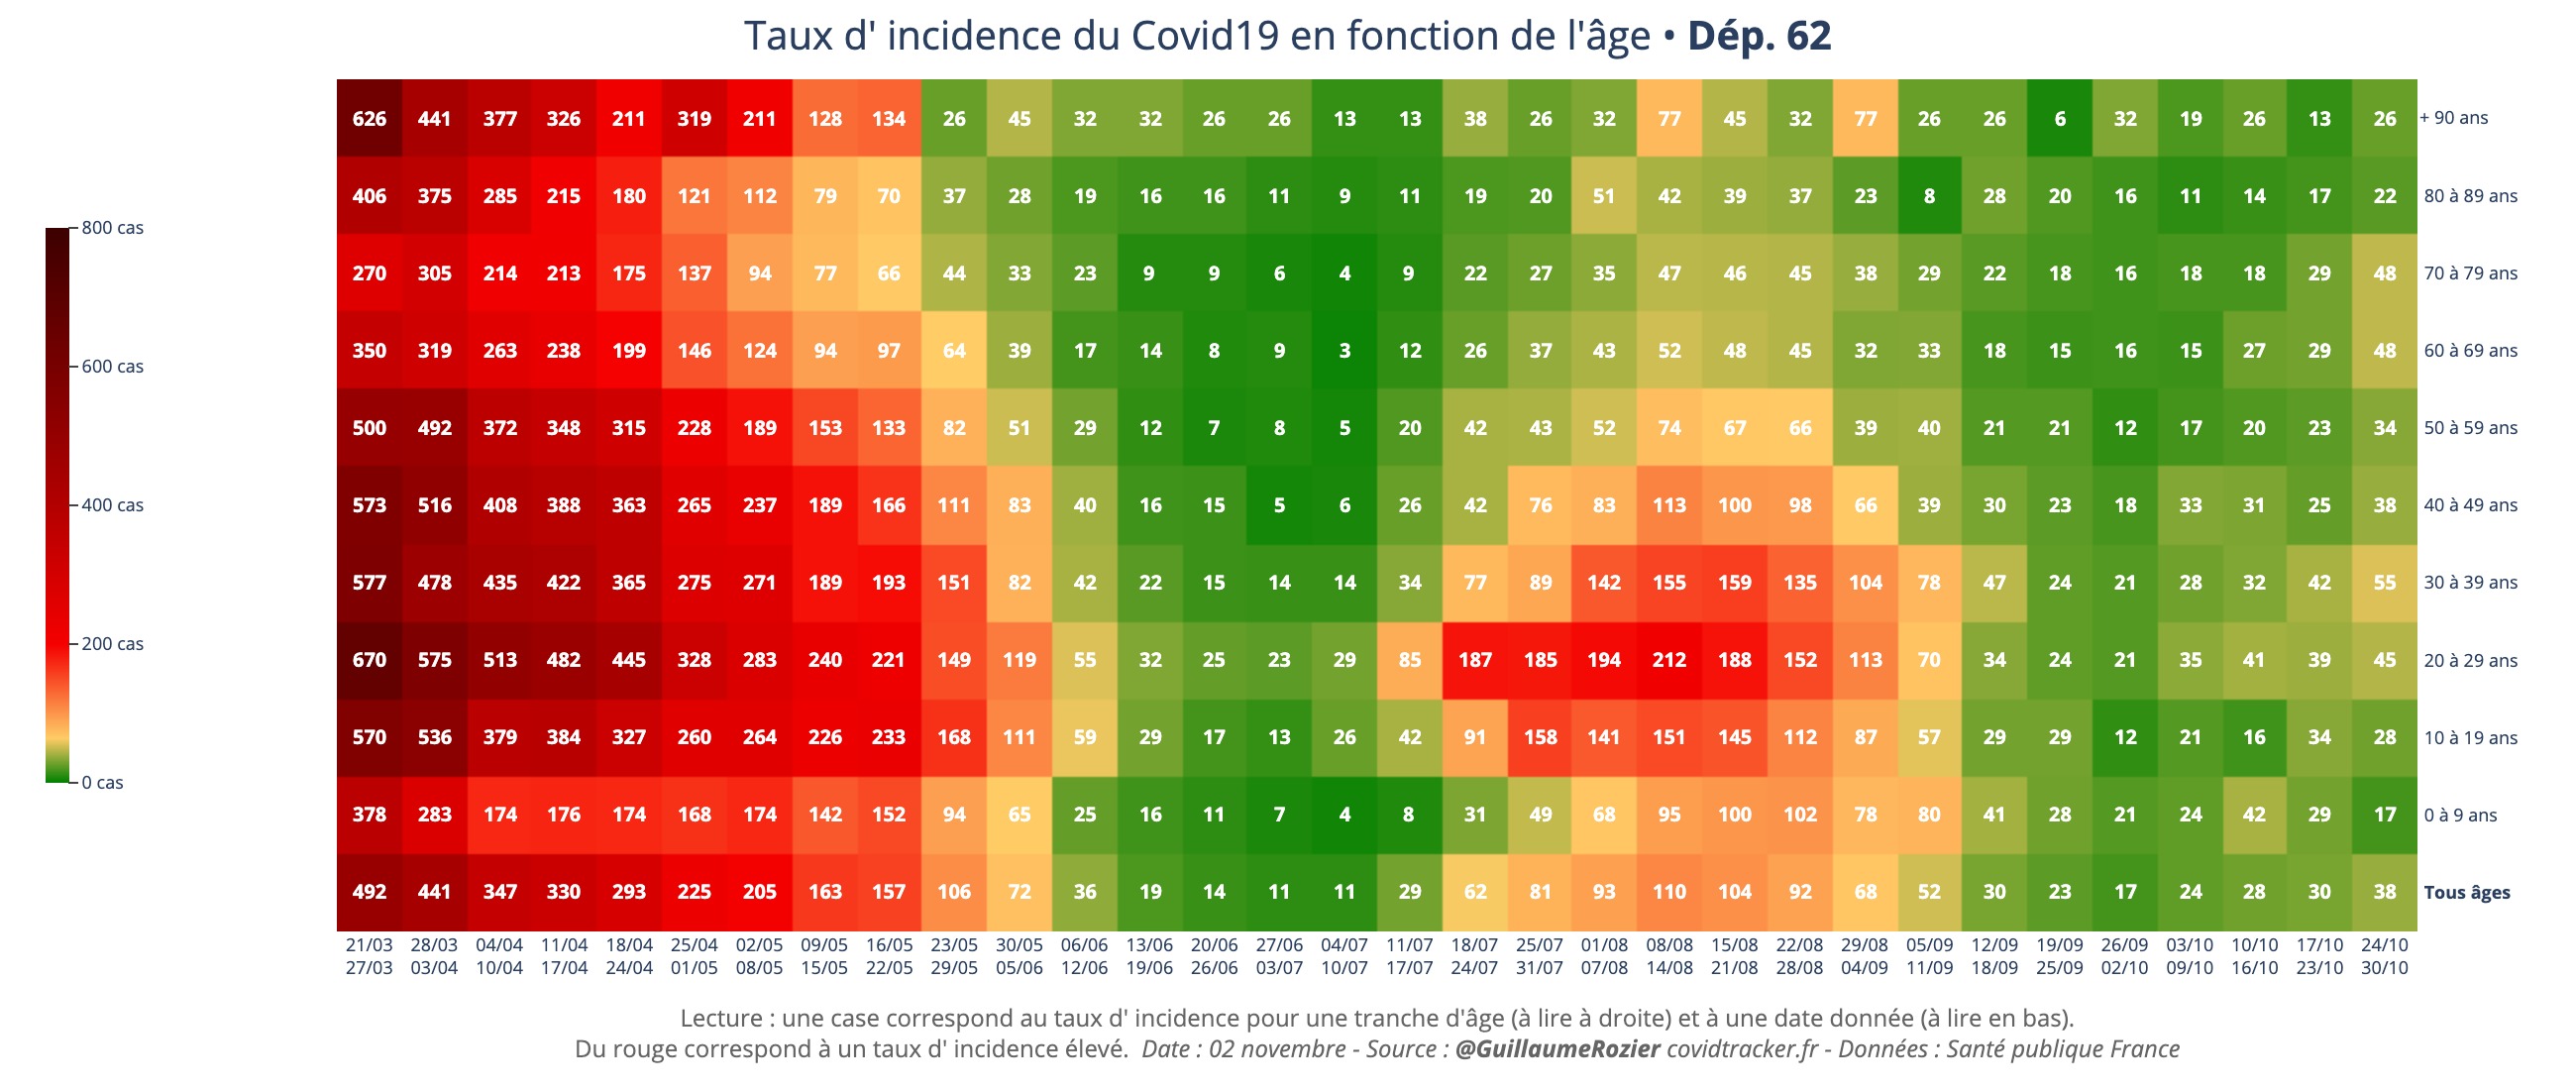 Taux d' incidence du Covid19 en fonction de l'âge • Dép. 62
800 cas
600 cas
400 cas
200 cas
0 cas
626 441 377 326 211 319 211 128 134 26 45 32 32 26 26 13 13 38 26 32 77 45 32 77 26 26 6 32 19 26 13 26 + 90 ans
406 375 285 215 180 121 112 79 70 37 28 19 16 16 11 9 11 19 20 51 42 39 37 23 8 28 20 16 11 14 17 22 80 à 89 ans
270 305 214 213 175 137 94 77 66 44 33 23 9 9 6 4 9 22 27 35 47 46 45 38 29 22 18 16 18 18 29 48 70 à 79 ans
350 319 263 238 199 146 124 94 97 64 39 17 14 8 9 3 12 26 37 43 52 48 45 32 33 18 15 16 15 27 29 48 60 à 69 ans
500 492 372 348 315 228 189 153 133 82 51 29 12 7 8 5 20 42 43 52 74 67 66 39 40 21 21 12 17 20 23 34 50 à 59 ans
573 516 408 388 363 265 237 189 166 111 83 40 16 15 5 6 26 42 76 83 113 100 98 66 39 30 23 18 33 31 25 38 40 à 49 ans
577 478 435 422 365 275 271 189 193 151 82 42 22 15 14 14 34 77 89 142 155 159 135 104 78 47 24 21 28 32 42 55 30 à 39 ans
670 575 513 482 445 328 283 240 221 149 119 55 32 25 23 29 85 187 185 194 212 188 152 113 70 34 24 21 35 41 39 45 20 à 29 ans
570 536 379 384 327 260 264 226 233 168 111 59 29 17 13 26 42 91 158 141 151 145 112 87 57 29 29 12 21 16 34 28 10 à 19 ans
378 283 174 176 174 168 174 142 152 94 65 25 16 11 7 4 8 31 49 68 95 100 102 78 80 41 28 21 24 42 29 17 0 à 9 ans
492 441 347 330 293 225 205 163 157 106 72 36 19 14 11 11 29 62 81 93 110 104 92 68 52 30 23 17 24 28 30 38 Tous âges
21/03 28/03 04/04 11/04 18/04 25/04 02/05 09/05 16/05 23/05 30/05 06/06 13/06 20/06 27/06 04/07 11/07 18/07 25/07 01/08 08/08 15/08 22/08 29/08 05/09 12/09 19/09 26/09 03/10 10/10 17/10 24/10
27/03 03/04 10/04 17/04 24/04 01/05 08/05 15/05 22/05 29/05 05/06 12/06 19/06 26/06 03/07 10/07 17/07 24/07 31/07 07/08 14/08 21/08 28/08 04/09 11/09 18/09 25/09 02/10 09/10 16/10 23/10 30/10
Lecture : une case correspond au taux d' incidence pour une tranche d'âge (à lire à droite) et à une date donnée (à lire en bas).
Du rouge correspond à un taux d' incidence élevé. Date : 02 novembre - Source : @GuillaumeRozier covidtracker.fr - Données : Santé publique France